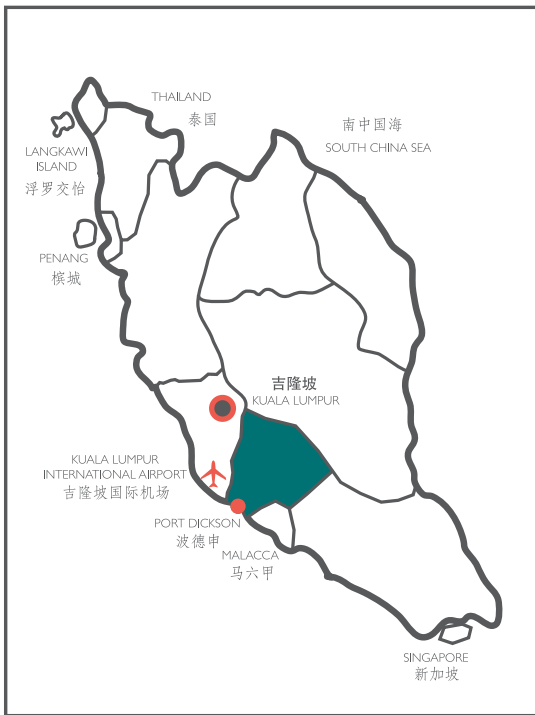 THAILAND
泰国
南中国海
SOUTH CHINA SEA
LANGKAWI
ISLAND
浮罗交怡
PENANG
槟城
吉隆坡
KUALA LUMPUR
KUALA LUMPUR
INTERNATIONAL AIRPORT
吉隆坡国际机场
PORT DICKSON
波德申
MALACCA
马六甲
SINGAPORE
新加坡